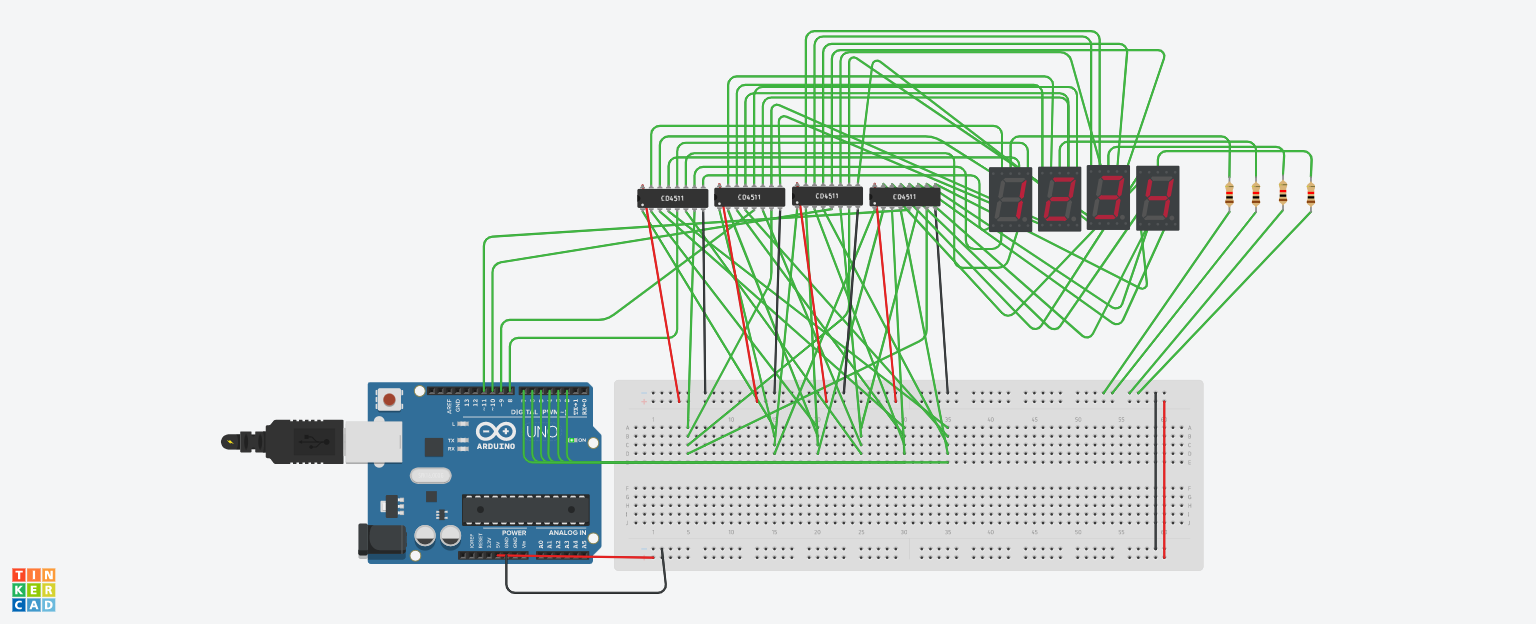 CD4511
CD4511
CD4511
CD4511
1 2 3 4
AREF
GND
13
12
~11
~10
~9
8
DIGITAL (PWM~)
L
TX
RX
UNO
ARDUINO
ON
TX→1
RX←0
IOREF
RESET
3.3V
5V
GND
GND
Vin
POWER
ANALOG IN
A0
A1
A2
A3
A4
A5
1 5 10 15 20 25 30 35 40 45 50 55 60
TIN
KER
CAD